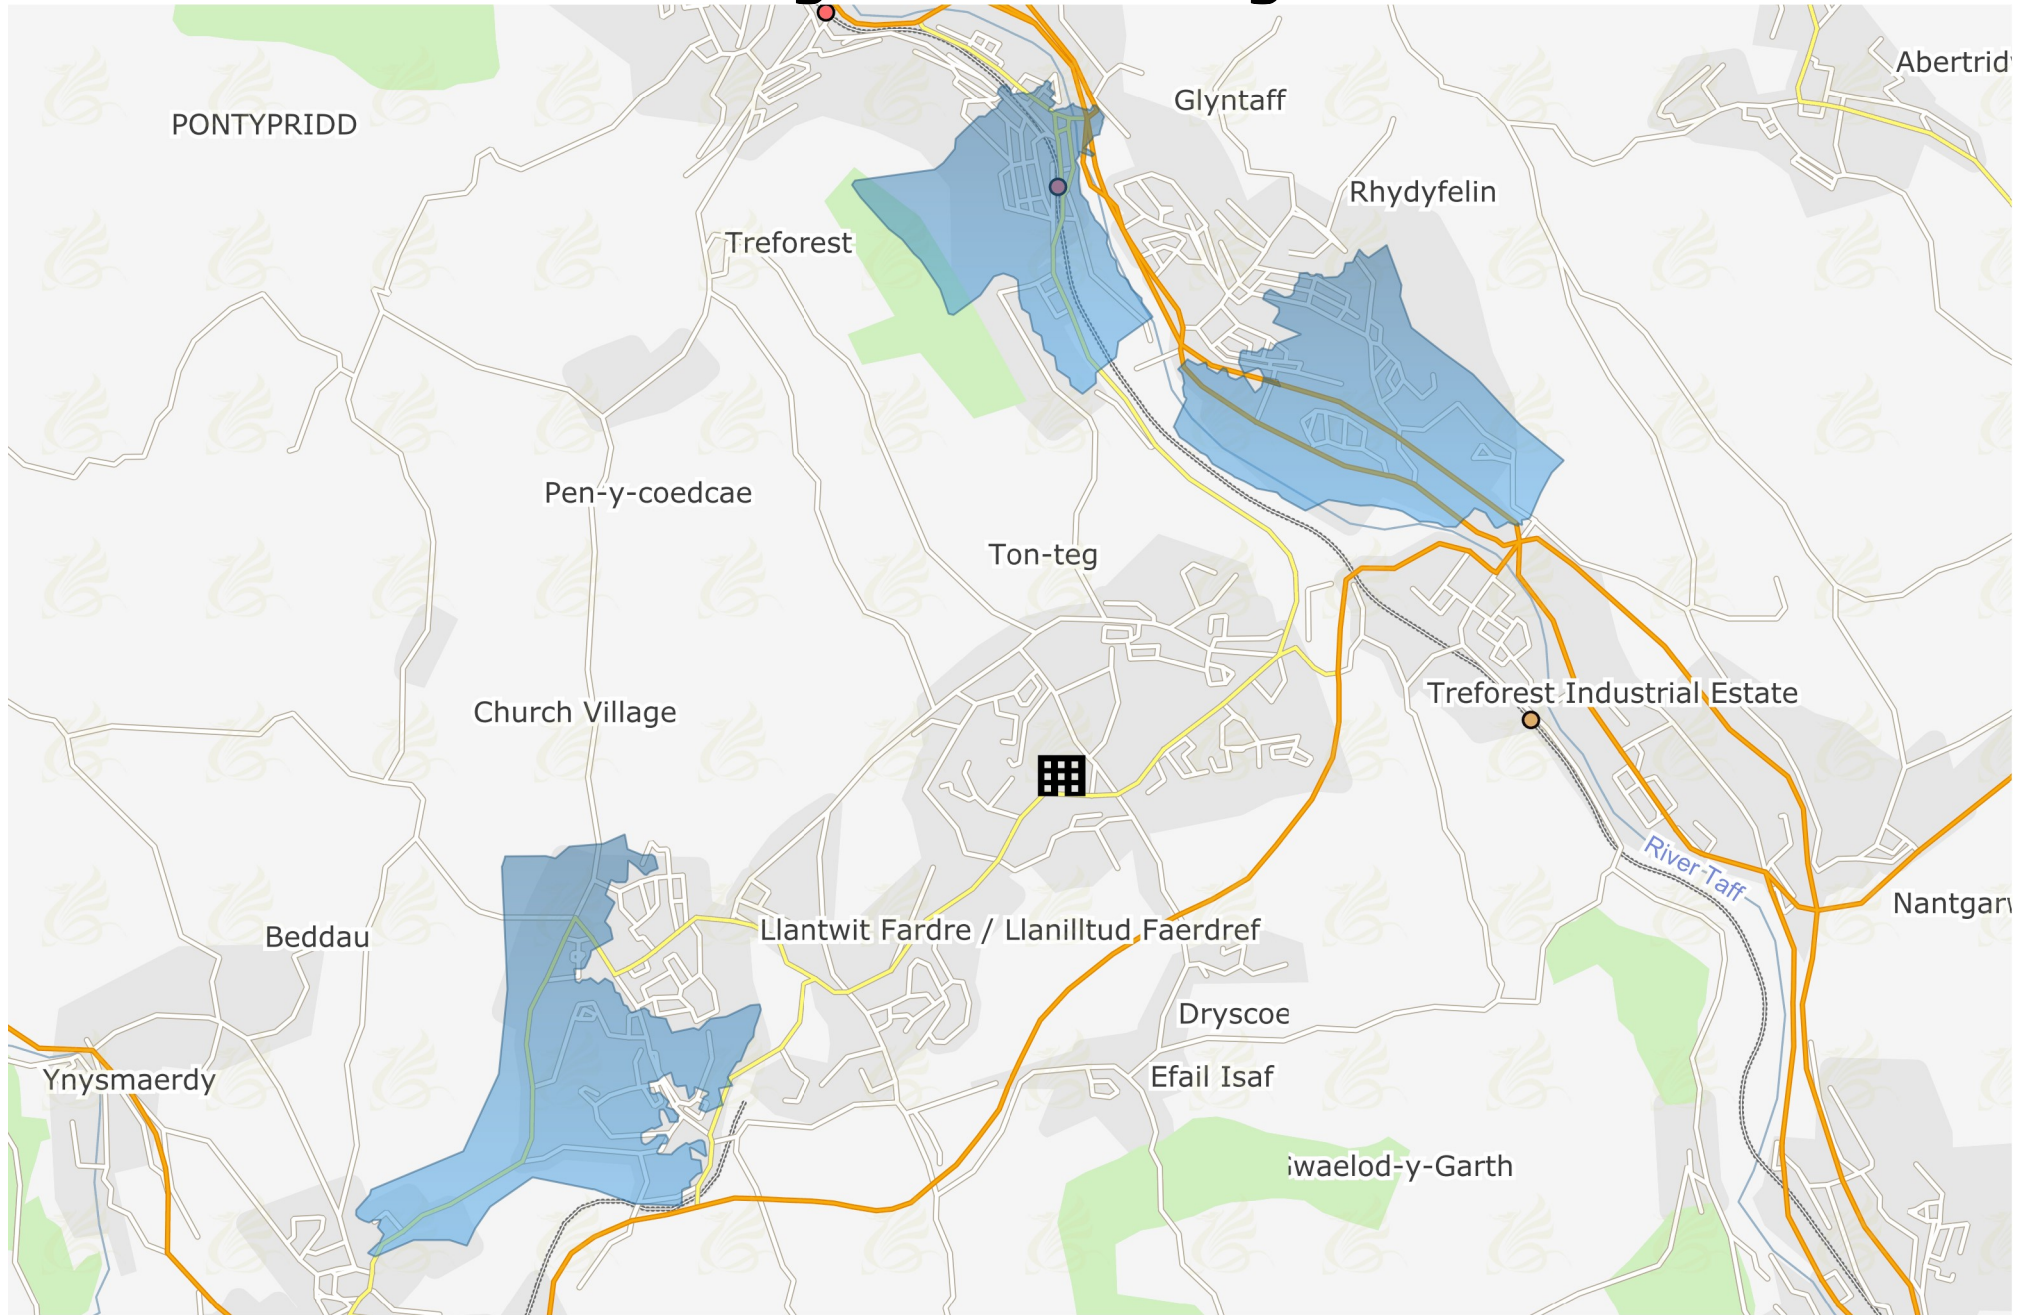 Abertrid
Glyntaff
PONTYPRIDD
Rhydyfelin
Treforest
Pen-y-coedcae
Ton-teg
Treforest Industrial Estate
Church Village
River Taff
Nantgarw
Llantwit Fardre / Llanilltud Faerdref
Beddau
Dryscoe
Efail Isaf
Ynysmaerdy
waelod-y-Garth